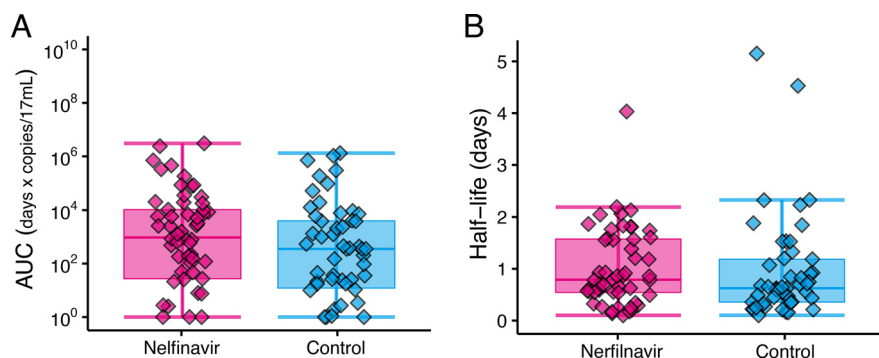 A
AUC (days x copies/17mL)
10^10
10^8
10^6
10^4
10^2
10^0
Nelfinavir Control
B
Half–life (days)
5
4
3
2
1
0
Nerfilnavir Control